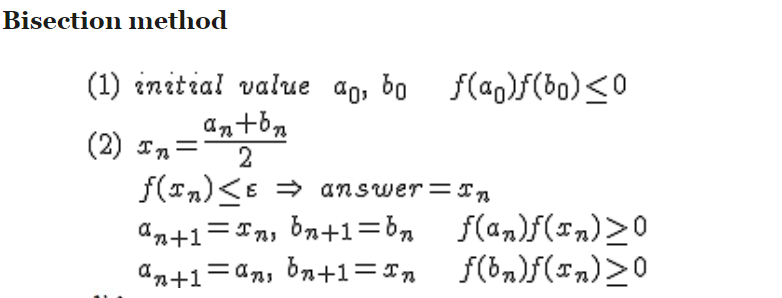 Bisection method
(1) initial value a₀, b₀ f(a₀)f(b₀)≤0
(2) xₙ=(aₙ+bₙ)/2
f(xₙ)≤ε ⇒ answer=xₙ
aₙ₊₁=xₙ, bₙ₊₁=bₙ f(aₙ)f(xₙ)≥0
aₙ₊₁=aₙ, bₙ₊₁=xₙ f(bₙ)f(xₙ)≥0